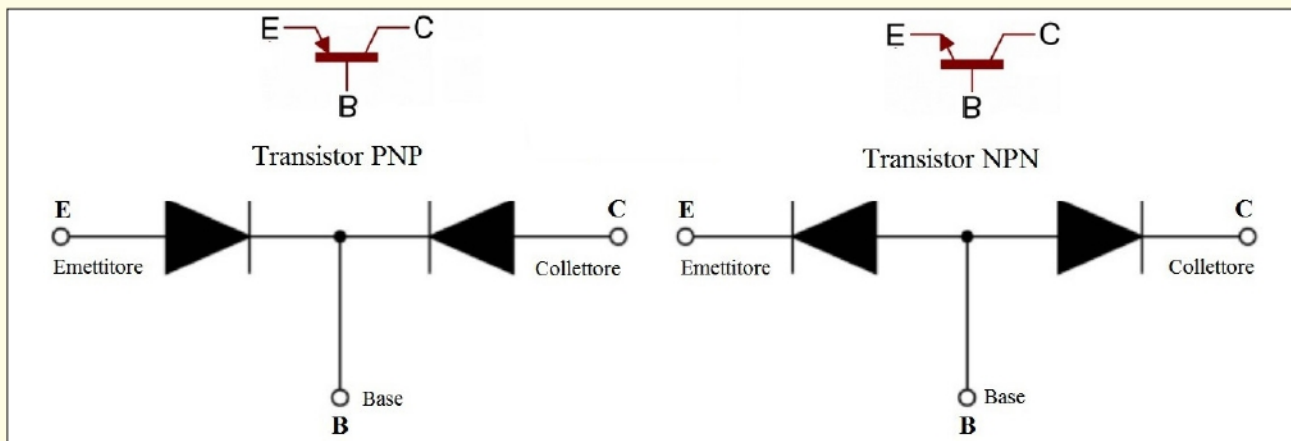 E C
B
Transistor PNP
E C
Emettitore Collettore
Base
B
E C
B
Transistor NPN
E C
Emettitore Collettore
Base
B